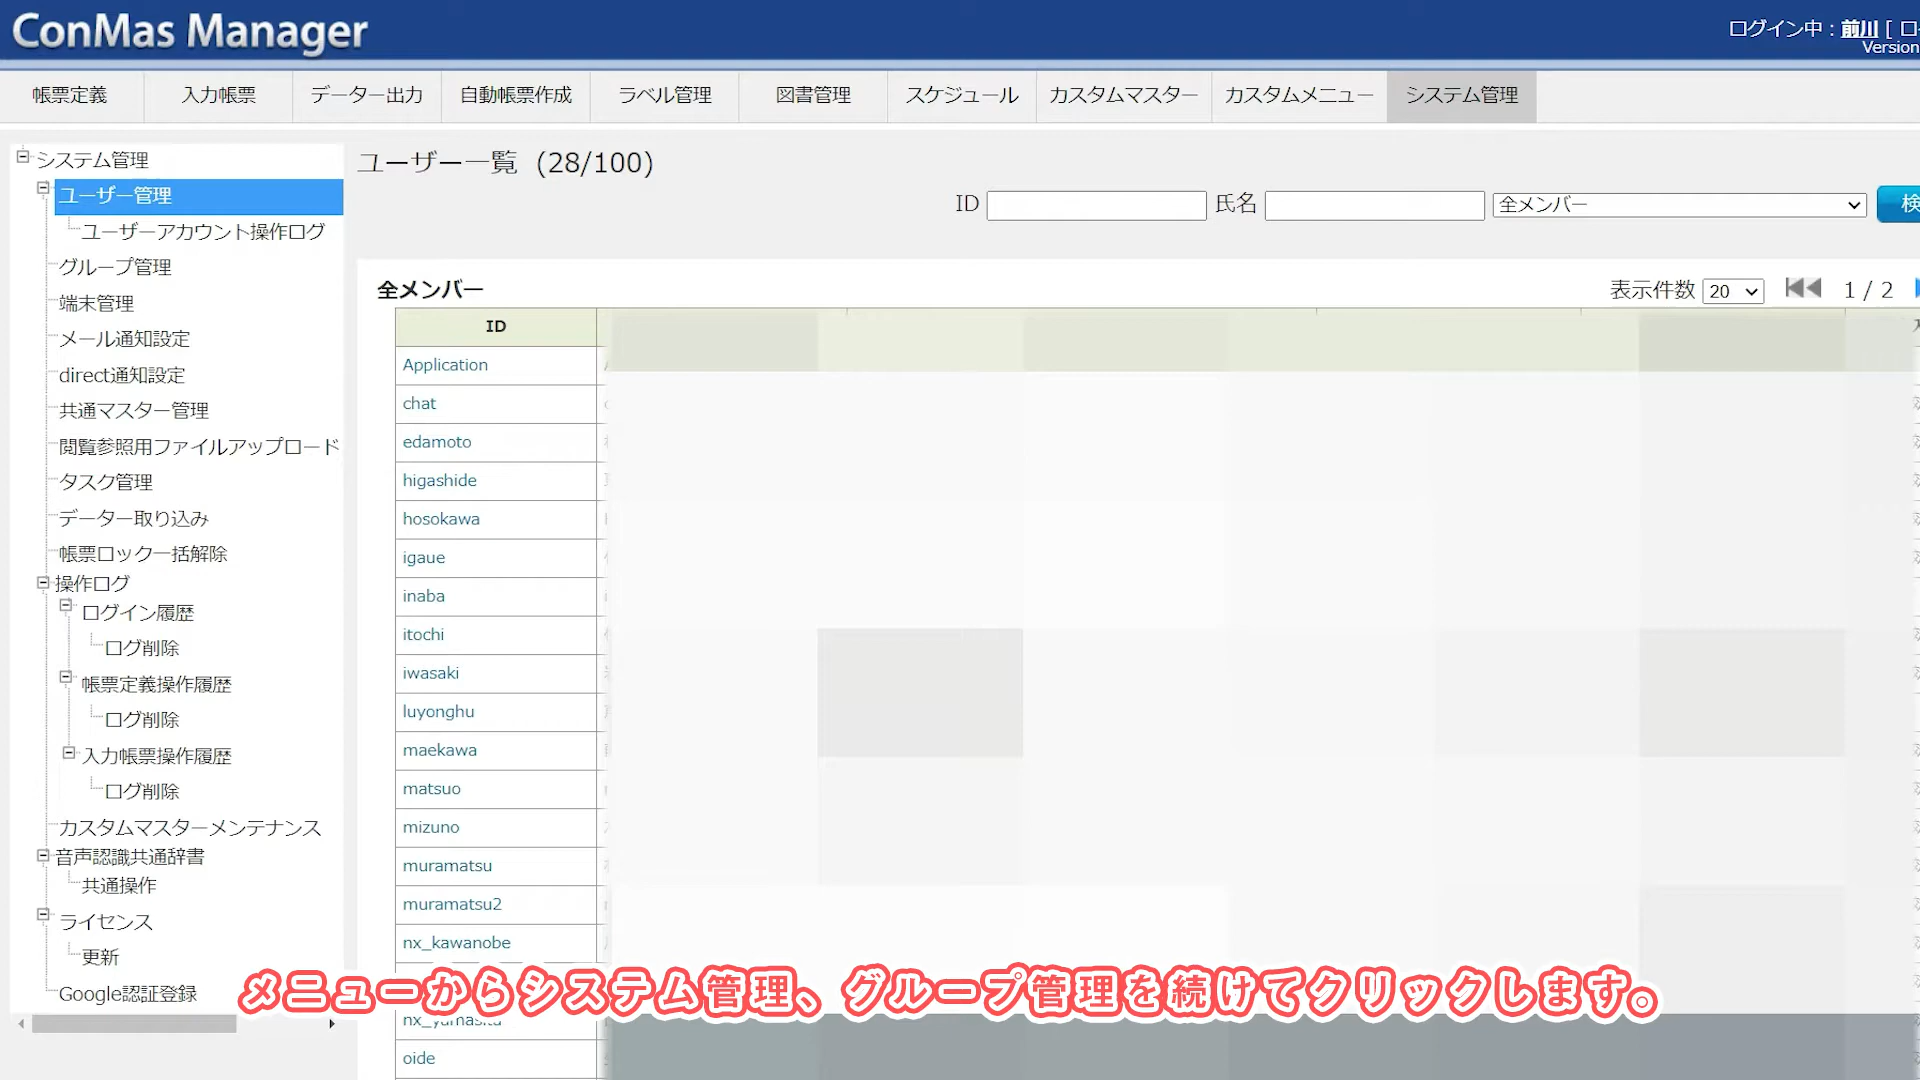 ConMas Manager
ログイン中：前川 [ ロ
Version
帳票定義 入力帳票 データー出力 自動帳票作成 ラベル管理 図書管理 スケジュール カスタムマスター カスタムメニュー システム管理
システム管理
ユーザー管理
ユーザーアカウント操作ログ
グループ管理
端末管理
メール通知設定
direct通知設定
共通マスター管理
閲覧参照用ファイルアップロード
タスク管理
データー取り込み
帳票ロック一括解除
操作ログ
ログイン履歴
ログ削除
帳票定義操作履歴
ログ削除
入力帳票操作履歴
ログ削除
カスタムマスターメンテナンス
音声認識共通辞書
共通操作
ライセンス
更新
Google認証登録
ユーザー一覧 (28/100)
ID 氏名 全メンバー 検
全メンバー
表示件数 20 1 / 2
ID
Application
chat
edamoto
higashide
hosokawa
igaue
inaba
itochi
iwasaki
luyonghu
maekawa
matsuo
mizuno
muramatsu
muramatsu2
nx_kawanobe
oide
メニューからシステム管理、グループ管理を続けてクリックします。